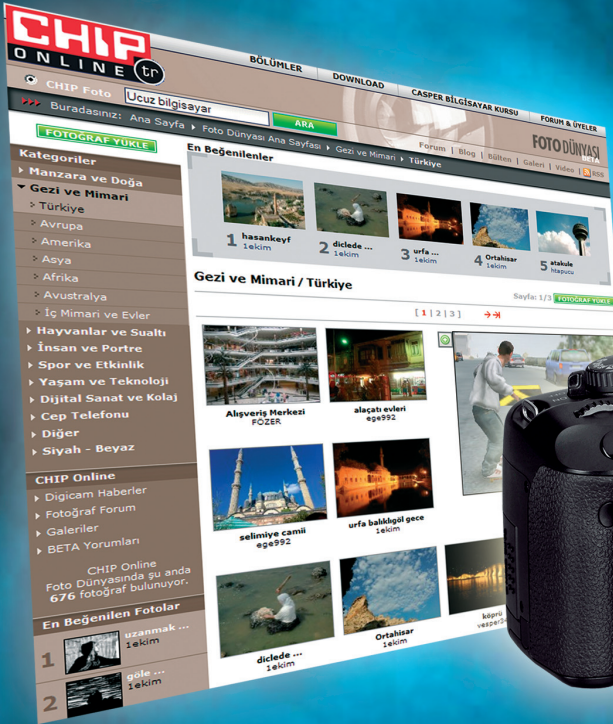 CHIP
ONLINE tr
BÖLÜMLER
DOWNLOAD
CASPER BİLGİSAYAR KURSU
FORUM & ÜYELER
CHIP Foto
Ucuz bilgisayar
ARA
FOTO DÜNYASI
BETA
Buradasınız: Ana Sayfa Foto Dünyası Ana Sayfası Gezi ve Mimari Türkiye
Forum | Blog | Bülten | Galeri | Video | RSS
FOTOĞRAF YÜKLE
Kategoriler
Manzara ve Doğa
Gezi ve Mimari
Türkiye
Avrupa
Amerika
Asya
Afrika
Avustralya
İç Mimari ve Evler
Hayvanlar ve Sualtı
İnsan ve Portre
Spor ve Etkinlik
Yaşam ve Teknoloji
Dijital Sanat ve Kolaj
Cep Telefonu
Diğer
Siyah - Beyaz
CHIP Online
Digicam Haberler
Fotoğraf Forum
Galeriler
BETA Yorumları
CHIP Online
Foto Dünyasında şu anda
676 fotoğraf bulunuyor.
En Beğenilen Fotolar
1 uzanmak ...
1ekim
2 göle ...
1ekim
En Beğenilenler
1 hasankeyf
1ekim
2 diclede ...
1ekim
3 urfa ...
1ekim
4 Ortahisar
1ekim
5 atakule
htapucu
Gezi ve Mimari / Türkiye
Sayfa: 1/3 FOTOĞRAF YÜKLE
[ 1 | 2 | 3 ]
Alışveriş Merkezi
FÖZER
alaçatı evleri
ege992
selimiye camii
ege992
urfa balıklıgöl gece
1ekim
diclede ...
1ekim
Ortahisar
1ekim
köprü